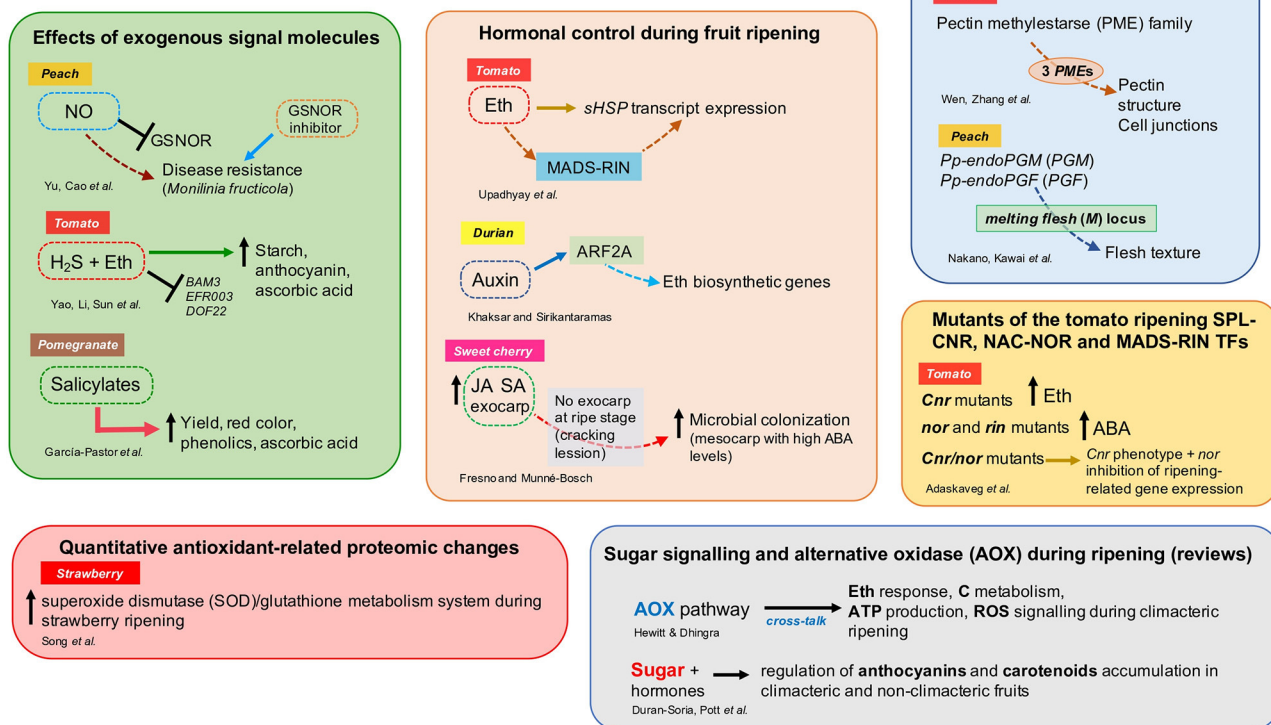 Effects of exogenous signal molecules
Peach
NO
GSNOR
inhibitor
GSNOR
Disease resistance
(Monilinia fructicola)
Yu, Cao et al.
Tomato
H₂S + Eth
Starch,
anthocyanin,
ascorbic acid
BAM3
EFR003
DOF22
Yao, Li, Sun et al.
Pomegranate
Salicylates
Yield, red color,
phenolics, ascorbic acid
García-Pastor et al.
Hormonal control during fruit ripening
Tomato
Eth
sHSP transcript expression
MADS-RIN
Upadhyay et al.
Durian
Auxin
ARF2A
Eth biosynthetic genes
Khaksar and Sirikantaramas
Sweet cherry
JA SA
exocarp
No exocarp
at ripe stage
(cracking
lession)
Microbial colonization
(mesocarp with high ABA
levels)
Fresno and Munné-Bosch
Pectin methylestarse (PME) family
3 PMEs
Wen, Zhang et al.
Pectin
structure
Cell junctions
Peach
Pp-endoPGM (PGM)
Pp-endoPGF (PGF)
melting flesh (M) locus
Flesh texture
Nakano, Kawai et al.
Mutants of the tomato ripening SPL-
CNR, NAC-NOR and MADS-RIN TFs
Tomato
Cnr mutants
Eth
nor and rin mutants
ABA
Cnr/nor mutants
Cnr phenotype + nor
inhibition of ripening-
related gene expression
Adaskaveg et al.
Quantitative antioxidant-related proteomic changes
Strawberry
superoxide dismutase (SOD)/glutathione metabolism system during
strawberry ripening
Song et al.
Sugar signalling and alternative oxidase (AOX) during ripening (reviews)
AOX pathway
cross-talk
Hewitt & Dhingra
Eth response, C metabolism,
ATP production, ROS signalling during climacteric
ripening
Sugar +
hormones
regulation of anthocyanins and carotenoids accumulation in
climacteric and non-climacteric fruits
Duran-Soria, Pott et al.